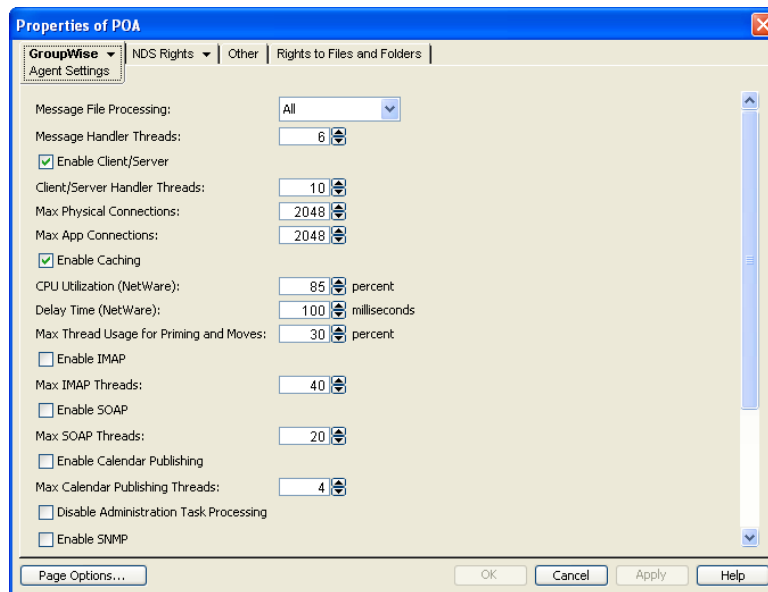 Properties of POA
GroupWise NDS Rights Other Rights to Files and Folders
Agent Settings
Message File Processing: All
Message Handler Threads: 6
Enable Client/Server
Client/Server Handler Threads: 10
Max Physical Connections: 2048
Max App Connections: 2048
Enable Caching
CPU Utilization (NetWare): 85 percent
Delay Time (NetWare): 100 milliseconds
Max Thread Usage for Priming and Moves: 30 percent
Enable IMAP
Max IMAP Threads: 40
Enable SOAP
Max SOAP Threads: 20
Enable Calendar Publishing
Max Calendar Publishing Threads: 4
Disable Administration Task Processing
Enable SNMP
Page Options... OK Cancel Apply Help